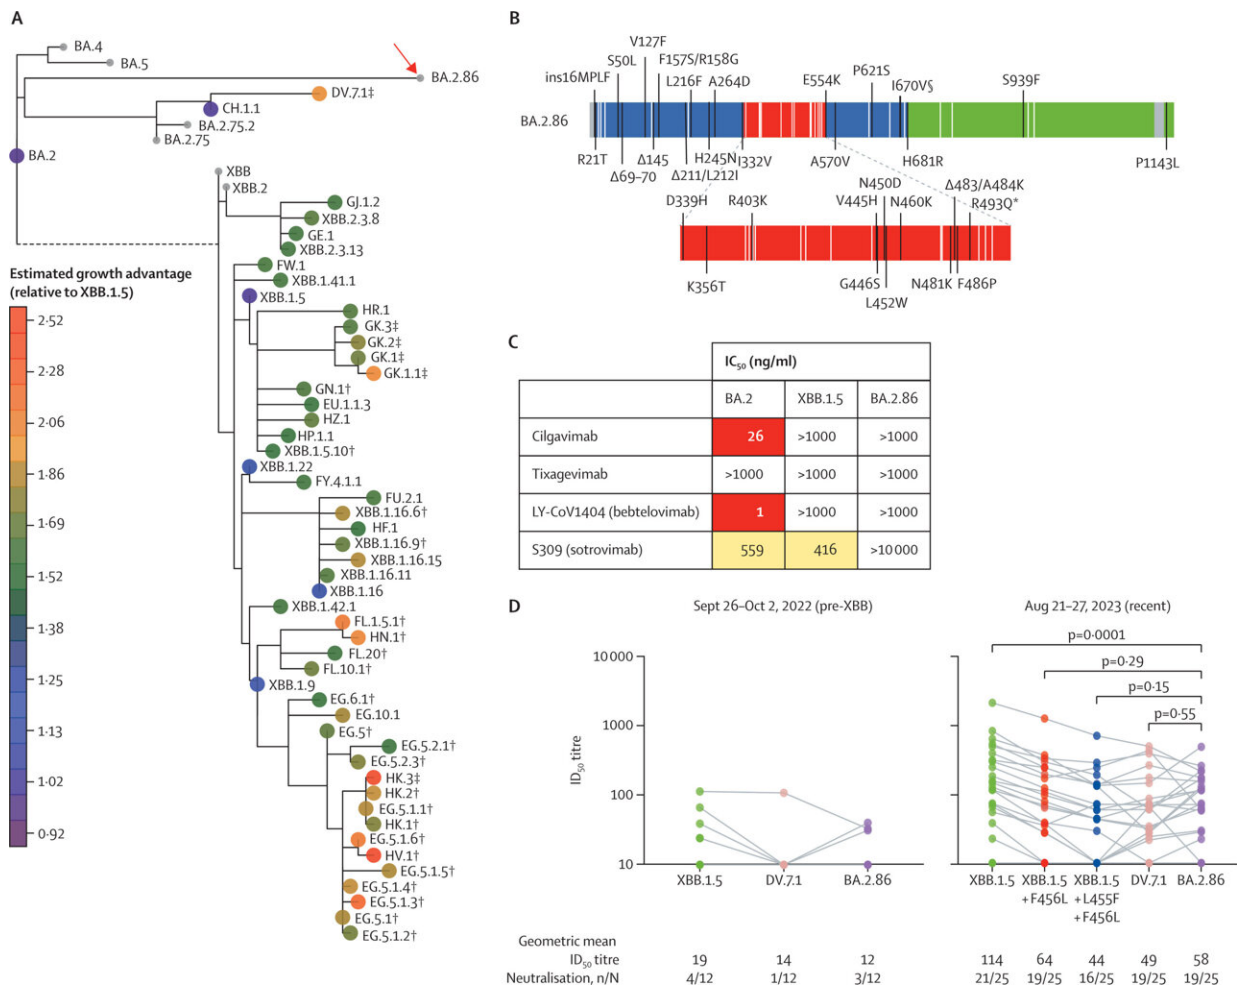 A
BA.4
BA.5
BA.2.86
DV.7.1‡
CH.1.1
BA.2.75.2
BA.2.75
BA.2
XBB
XBB.2
GJ.1.2
XBB.2.3.8
GE.1
XBB.2.3.13
FW.1
XBB.1.41.1
XBB.1.5
HR.1
GK.3‡
GK.2‡
GK.1‡
GK.1.1‡
GN.1†
EU.1.1.3
HZ.1
HP.1.1
XBB.1.5.10†
XBB.1.22
FY.4.1.1
FU.2.1
XBB.1.16.6†
HF.1
XBB.1.16.9†
XBB.1.16.15
XBB.1.16.11
XBB.1.16
XBB.1.42.1
FL.1.5.1†
HN.1†
FL.20†
FL.10.1†
XBB.1.9
EG.6.1†
EG.10.1
EG.5†
EG.5.2.1†
EG.5.2.3†
HK.3‡
HK.2†
EG.5.1.1†
HK.1†
EG.5.1.6†
HV.1†
EG.5.1.5†
EG.5.1.4†
EG.5.1.3†
EG.5.1†
EG.5.1.2†
Estimated growth advantage
(relative to XBB.1.5)
2·52
2·28
2·06
1·86
1·69
1·52
1·38
1·25
1·13
1·02
0·92
B
V127F
S50L F157S/R158G
ins16MPLF L216F A264D E554K P621S I670V§ S939F
BA.2.86
R21T Δ69–70 Δ145 Δ211/L212I H245N I332V A570V H681R P1143L
D339H R403K V445H N450D N460K Δ483/A484K R493Q*
K356T G446S L452W N481K F486P
C
IC50 (ng/ml)
BA.2 XBB.1.5 BA.2.86
Cilgavimab 26 >1000 >1000
Tixagevimab >1000 >1000 >1000
LY-CoV1404 (bebtelovimab) 1 >1000 >1000
S309 (sotrovimab) 559 416 >10 000
D
Sept 26–Oct 2, 2022 (pre-XBB)
ID50 titre
10 000
1000
100
10
XBB.1.5 DV.7.1 BA.2.86
Aug 21–27, 2023 (recent)
p=0·0001
p=0·29
p=0·15
p=0·55
XBB.1.5 XBB.1.5 XBB.1.5 DV.7.1 BA.2.86
+F456L +L455F
+F456L
Geometric mean
ID50 titre 19 14 12 114 64 44 49 58
Neutralisation, n/N 4/12 1/12 3/12 21/25 19/25 16/25 19/25 19/25